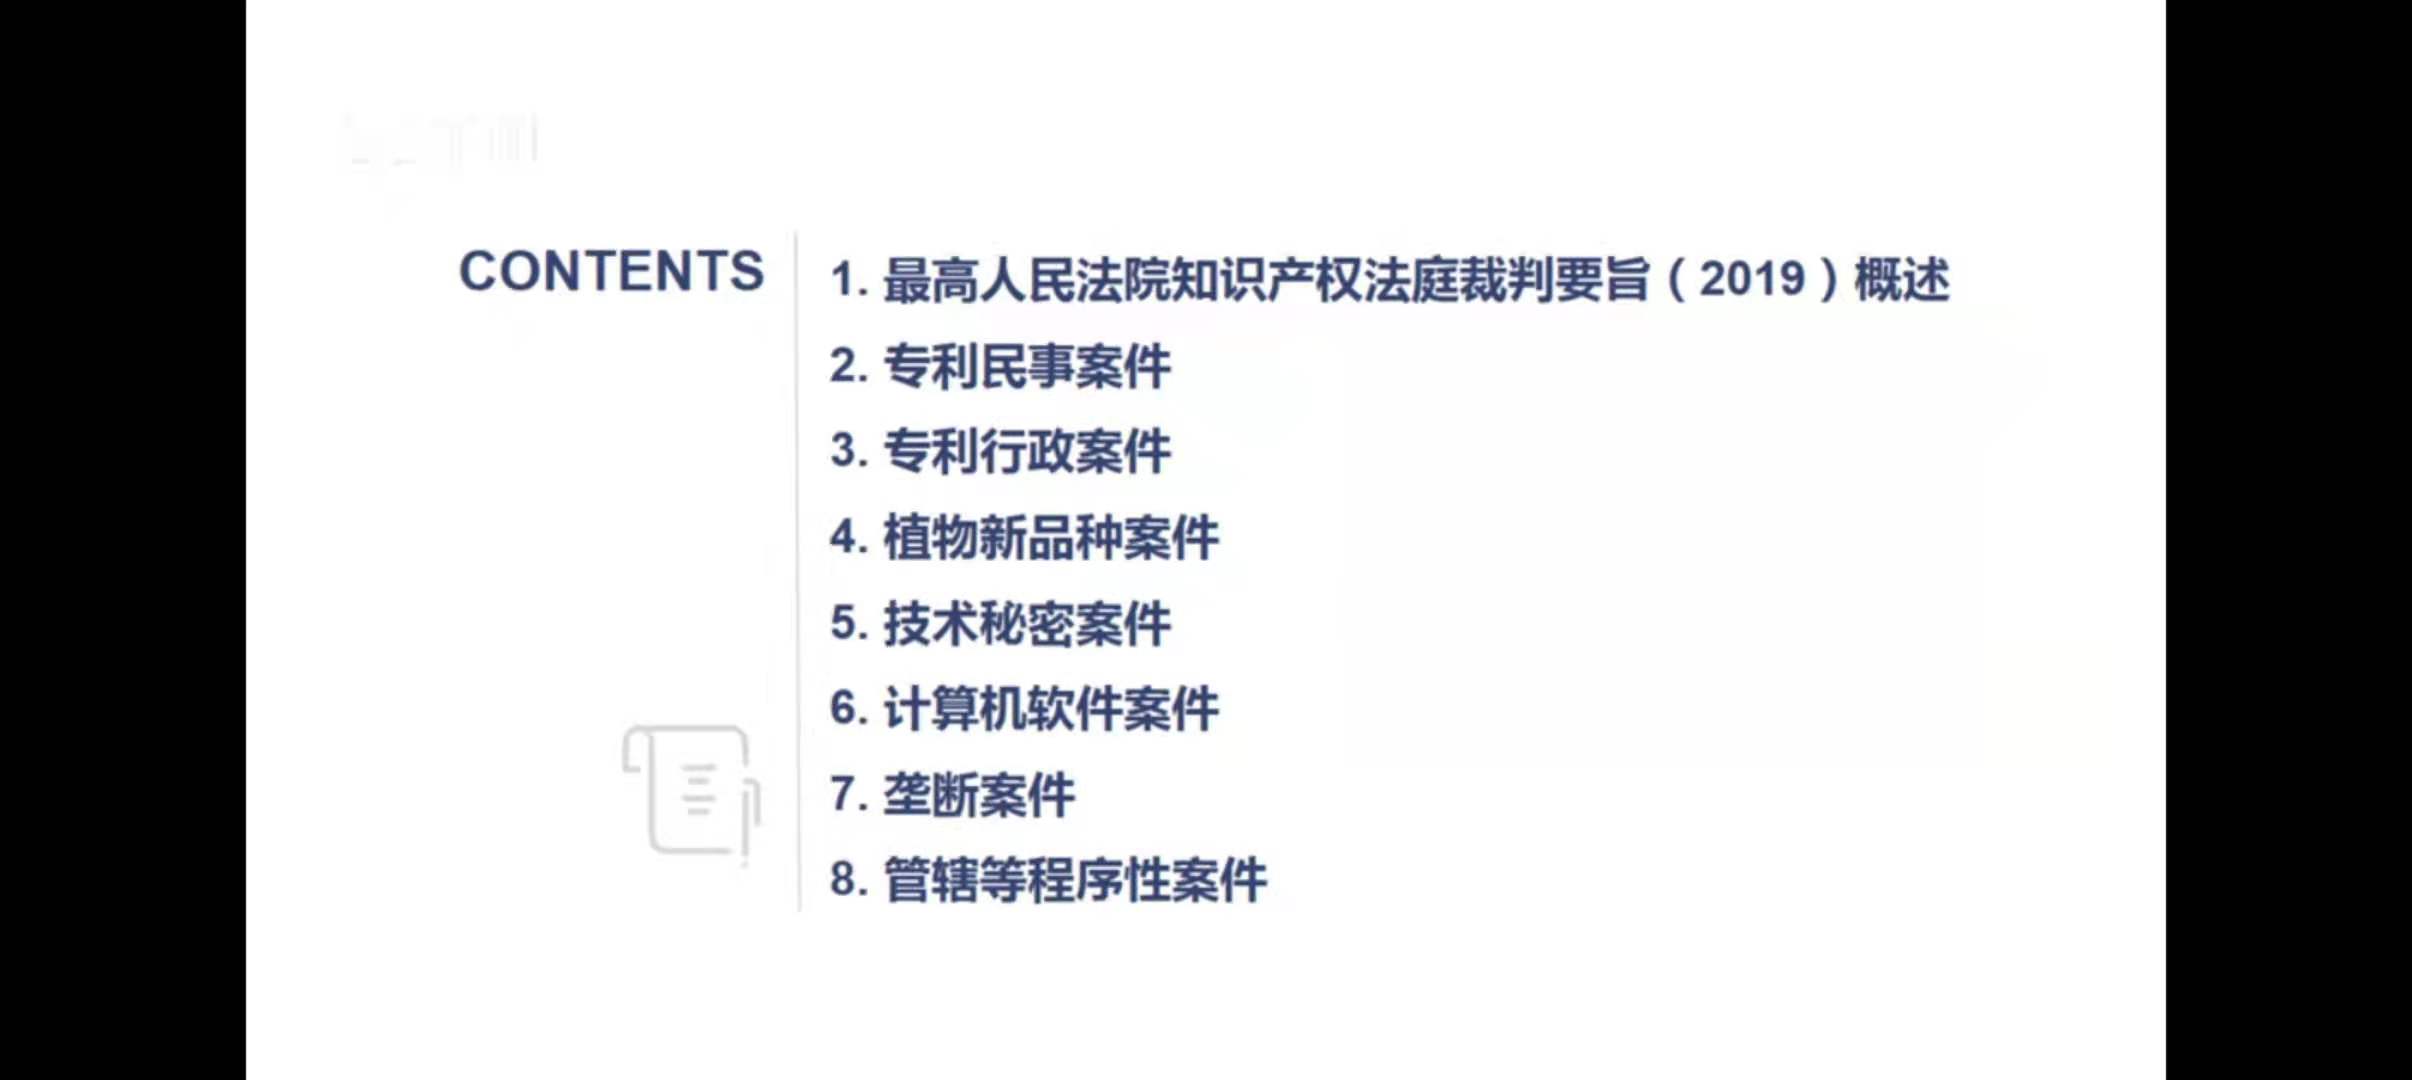 CONTENTS
1. 最高人民法院知识产权法庭裁判要旨（2019）概述
2. 专利民事案件
3. 专利行政案件
4. 植物新品种案件
5. 技术秘密案件
6. 计算机软件案件
7. 垄断案件
8. 管辖等程序性案件